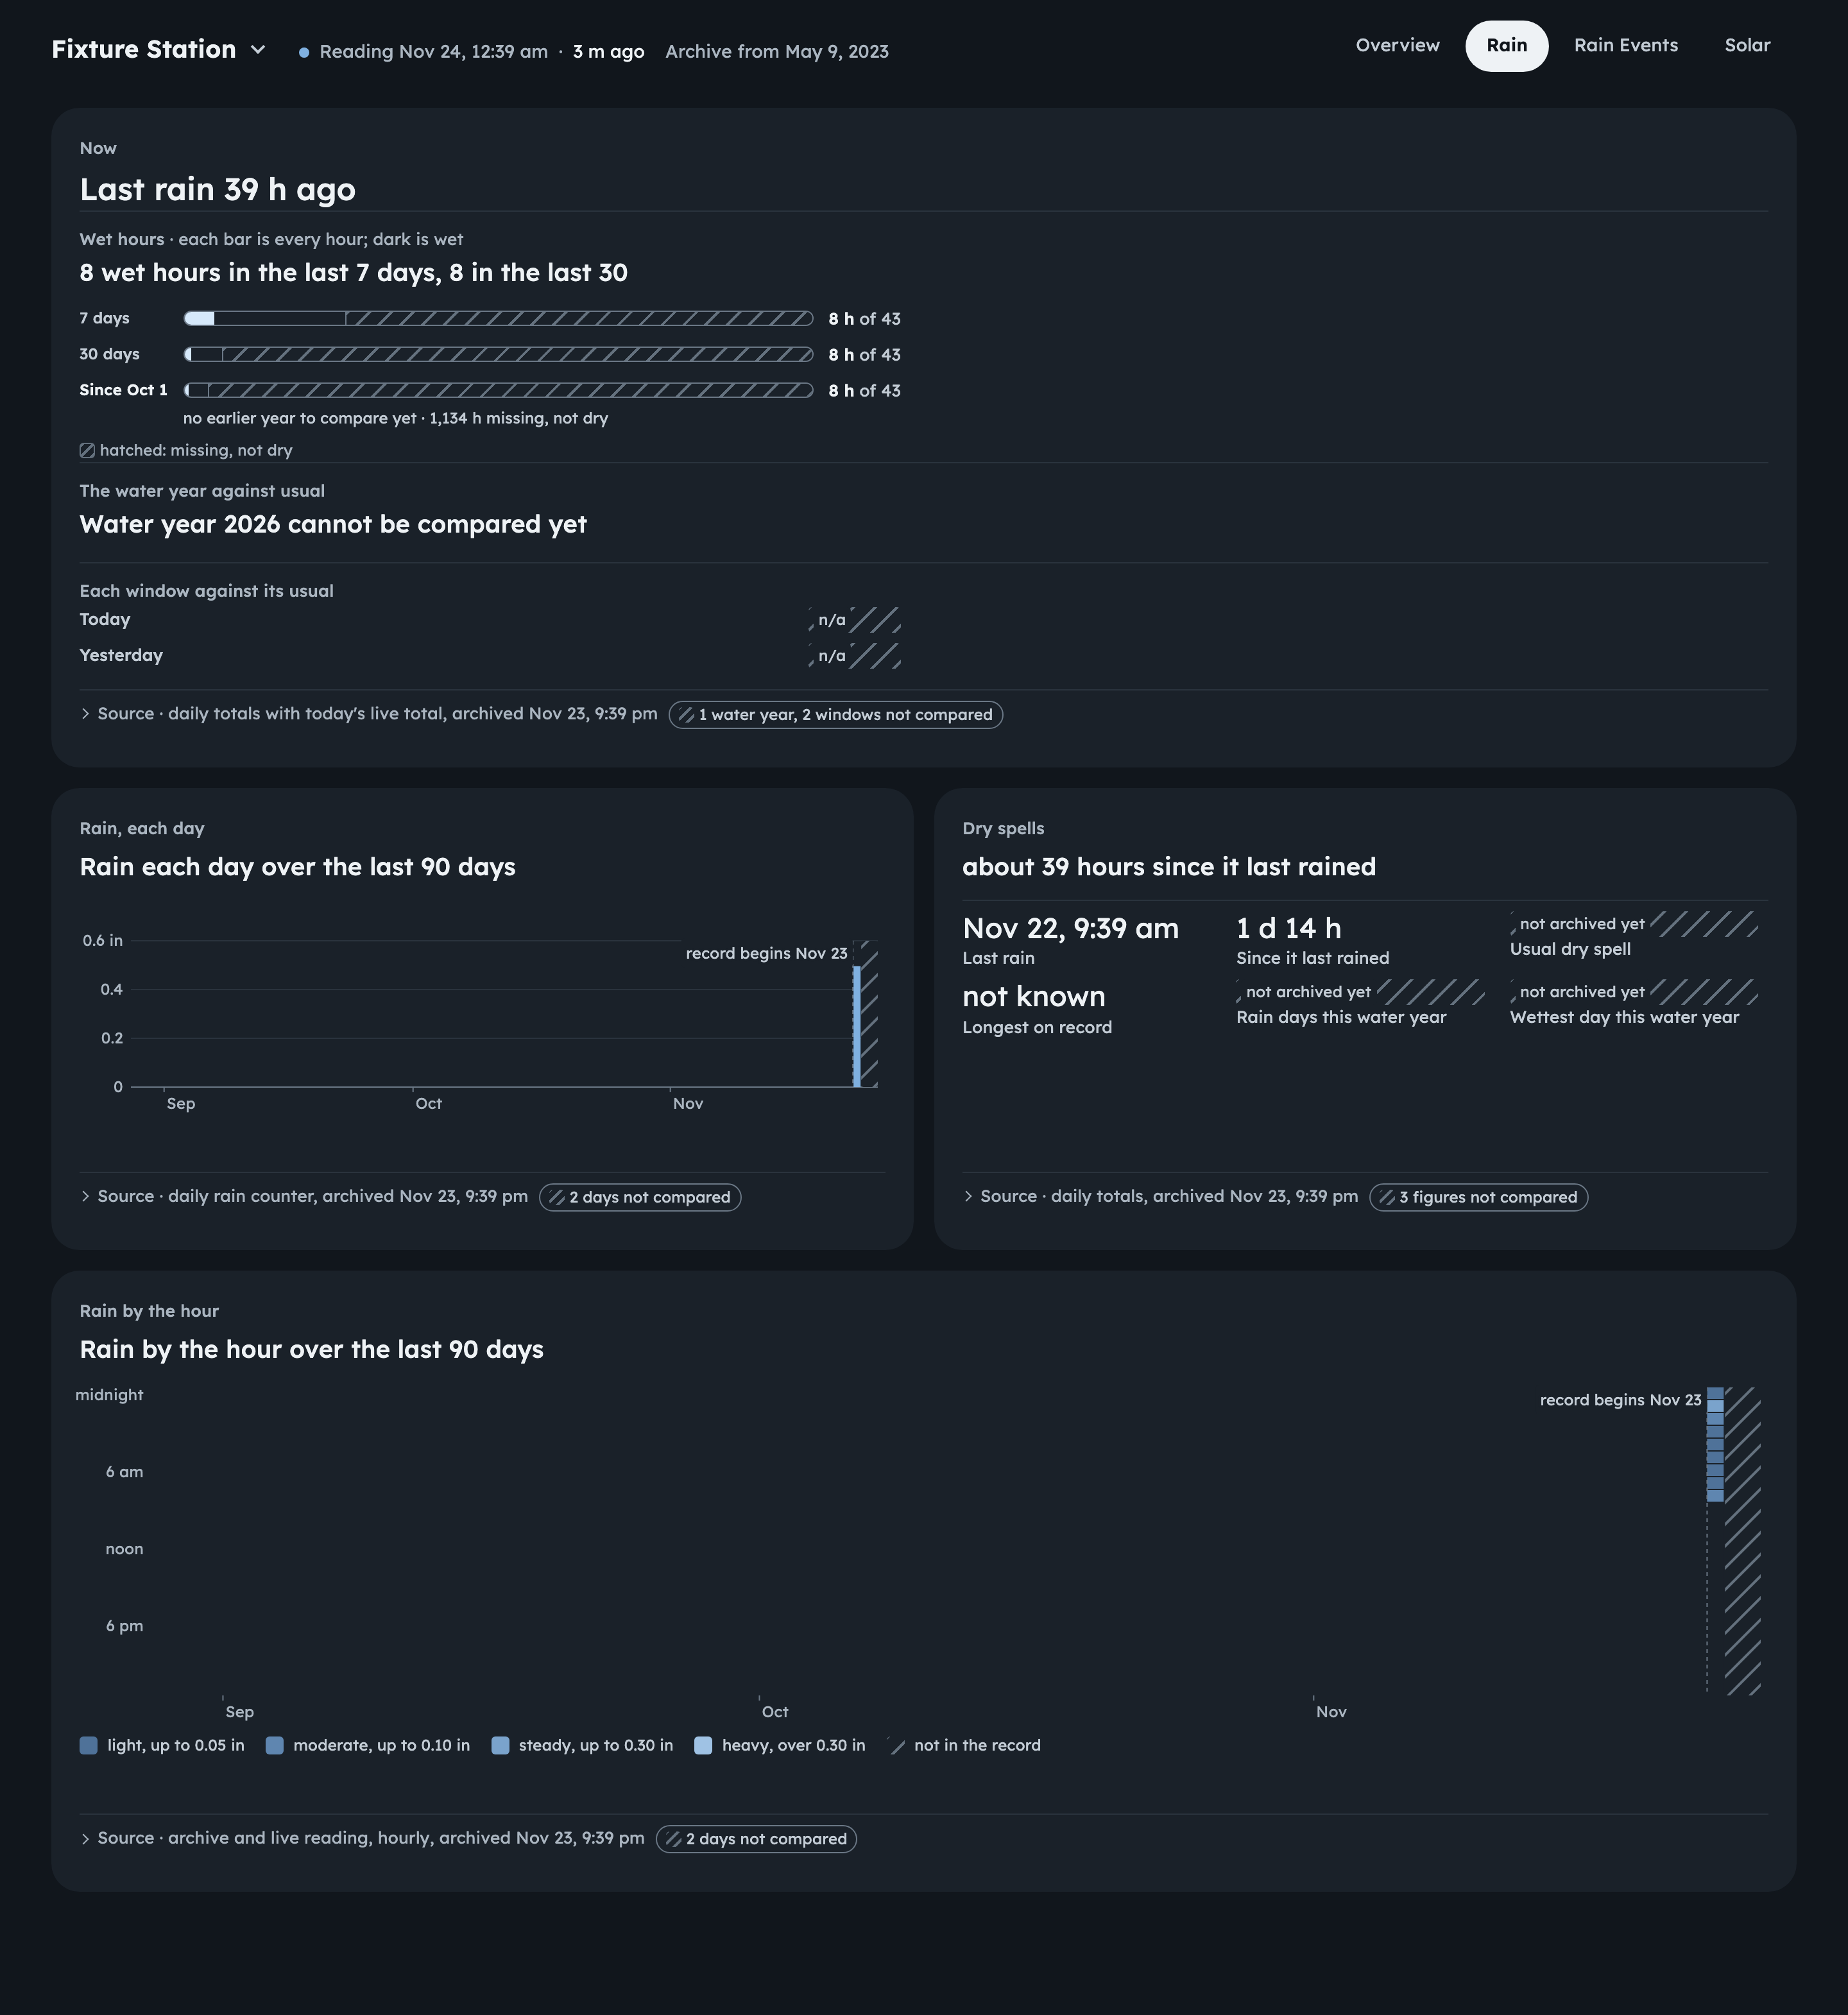 Fixture Station
Reading Nov 24, 12:39 am · 3 m ago Archive from May 9, 2023
Overview
Rain
Rain Events
Solar
Now
Last rain 39 h ago
Wet hours · each bar is every hour; dark is wet
8 wet hours in the last 7 days, 8 in the last 30
7 days 8 h of 43
30 days 8 h of 43
Since Oct 1 8 h of 43
no earlier year to compare yet · 1,134 h missing, not dry
hatched: missing, not dry
The water year against usual
Water year 2026 cannot be compared yet
Each window against its usual
Today n/a
Yesterday n/a
Source · daily totals with today's live total, archived Nov 23, 9:39 pm 1 water year, 2 windows not compared
Rain, each day
Rain each day over the last 90 days
0.6 in
record begins Nov 23
0.4
0.2
0
Sep Oct Nov
Source · daily rain counter, archived Nov 23, 9:39 pm 2 days not compared
Dry spells
about 39 hours since it last rained
Nov 22, 9:39 am
Last rain
1 d 14 h
Since it last rained
not archived yet
Usual dry spell
not known
Longest on record
not archived yet
Rain days this water year
not archived yet
Wettest day this water year
Source · daily totals, archived Nov 23, 9:39 pm 3 figures not compared
Rain by the hour
Rain by the hour over the last 90 days
midnight
record begins Nov 23
6 am
noon
6 pm
Sep Oct Nov
light, up to 0.05 in moderate, up to 0.10 in steady, up to 0.30 in heavy, over 0.30 in not in the record
Source · archive and live reading, hourly, archived Nov 23, 9:39 pm 2 days not compared